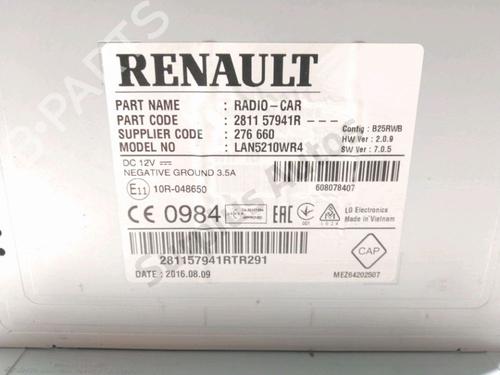 RENAULT
PART NAME : RADIO-CAR
PART CODE : 2811 57941R ---
SUPPLIER CODE : 276 660
MODEL NO : LAN5210WR4
Config : B25RWB
HW Ver : 2.0.9
SW Ver : 7.0.5
DC 12V
NEGATIVE GROUND 3.5A
E11 10R-048650
608078407
CE 0984
EAC
LG Electronics
Made in Vietnam
CAP
281157941RTR291
DATE : 2016.08.09
MEZ64202507